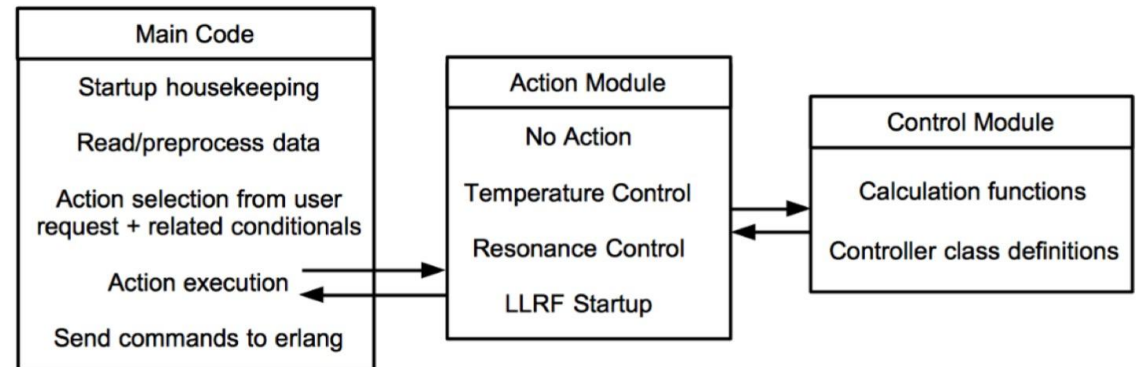 Main Code
Startup housekeeping
Read/preprocess data
Action selection from user
request + related conditionals
Action execution
Send commands to erlang
Action Module
No Action
Temperature Control
Resonance Control
LLRF Startup
Control Module
Calculation functions
Controller class definitions